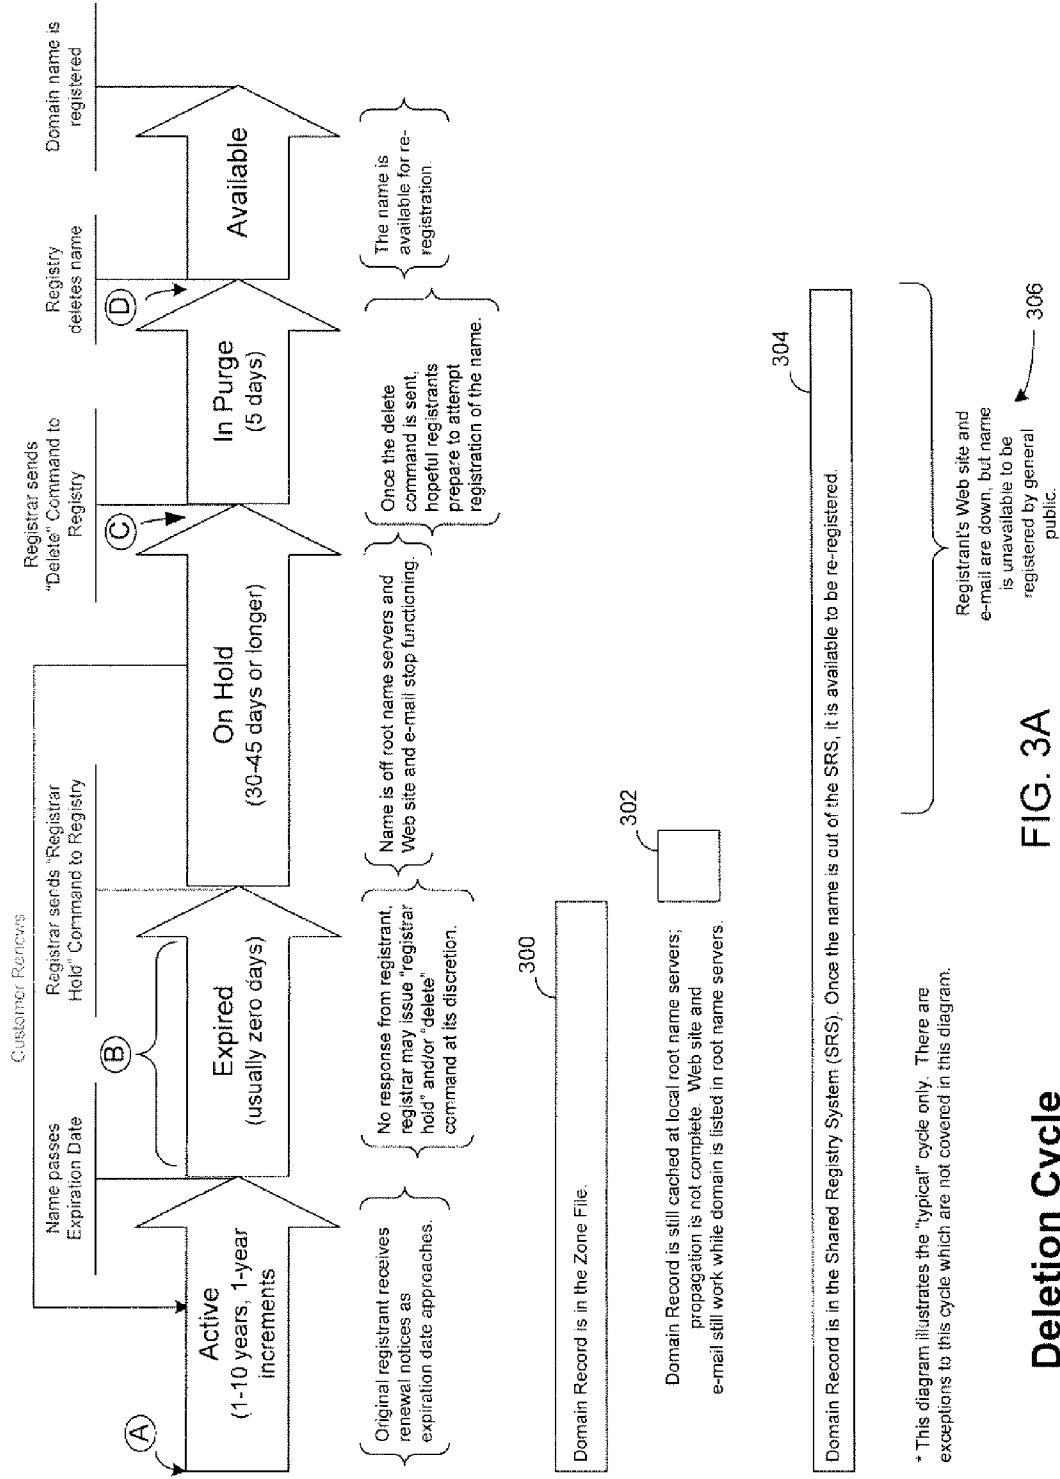 Customer Renews
Name passes
Expiration Date
Registrar sends "Registrar
Hold" Command to Registry
Registrar sends
"Delete" Command to
Registry
Registry
deletes name
Domain name is
registered
A
B
C
D
Active
(1-10 years, 1-year
increments
Expired
(usually zero days)
On Hold
(30-45 days or longer)
In Purge
(5 days)
Available
Original registrant receives
renewal notices as
expiration date approaches.
No response from registrant,
registrar may issue "registrar
hold" and/or "delete"
command at its discretion.
Name is off root name servers and
Web site and e-mail stop functioning.
Once the delete
command is sent,
hopeful registrants
prepare to attempt
registration of the name.
The name is
available for re-
registration.
300
Domain Record is in the Zone File.
302
Domain Record is still cached at local root name servers;
propagation is not complete. Web site and
e-mail still work while domain is listed in root name servers.
304
Domain Record is in the Shared Registry System (SRS). Once the name is out of the SRS, it is available to be re-registered.
Registrant's Web site and
e-mail are down, but name
is unavailable to be
registered by general
public.
306
* This diagram illustrates the "typical" cycle only. There are
exceptions to this cycle which are not covered in this diagram.
Deletion Cycle
FIG. 3A